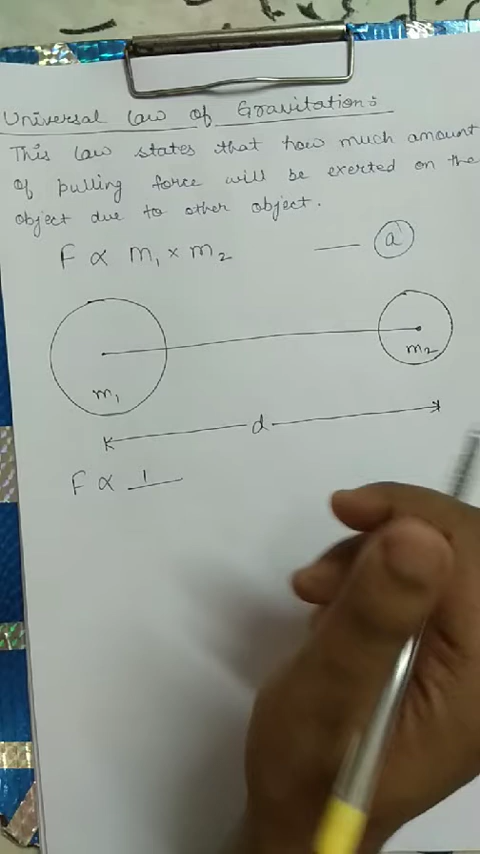 Universal Law of Gravitation:
This law states that how much amount
of pulling force will be exerted on the
object due to other object.
F ∝ m₁ × m₂ — a
m₁ m₂
d
F ∝ 1